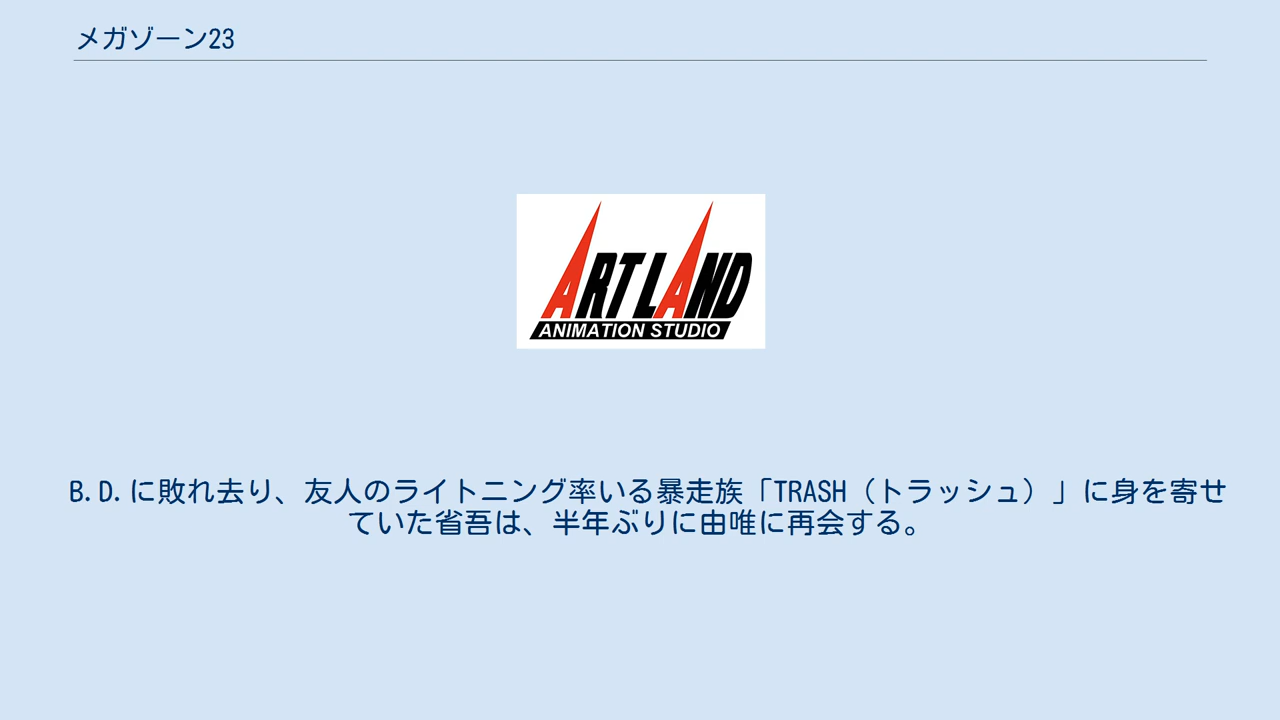 メガゾーン23
ARTLAND
ANIMATION STUDIO
B.D.に敗れ去り、友人のライトニング率いる暴走族「TRASH（トラッシュ）」に身を寄せ
ていた省吾は、半年ぶりに由唯に再会する。